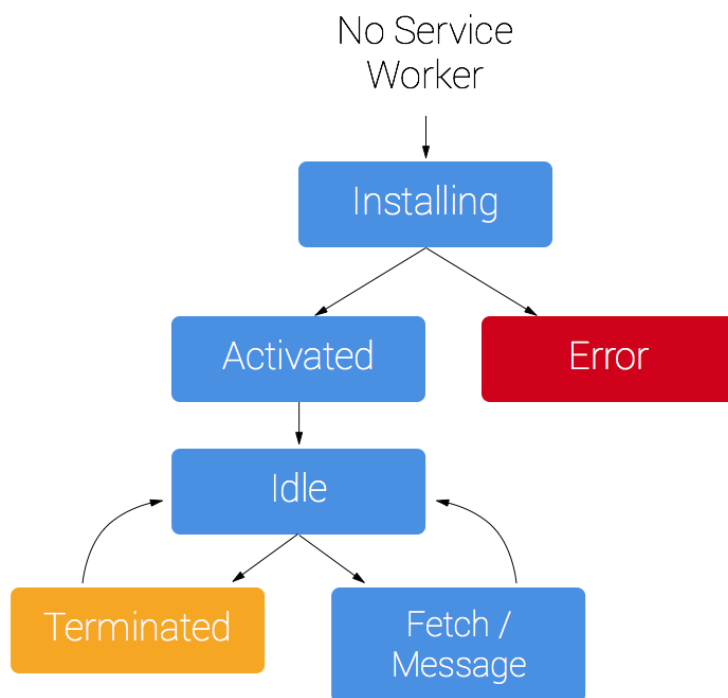 No Service
Worker
Installing
Activated
Error
Idle
Terminated
Fetch /
Message